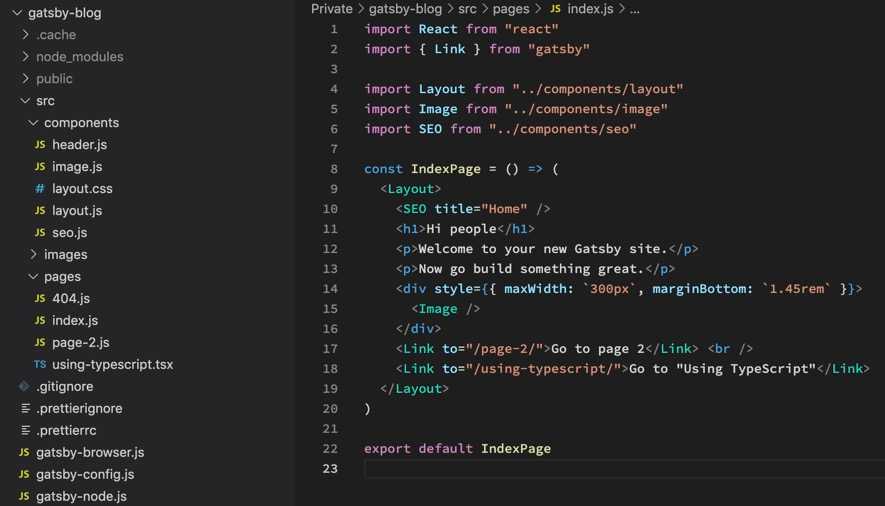 gatsby-blog
.cache
node_modules
public
src
components
JS header.js
JS image.js
# layout.css
JS layout.js
JS seo.js
images
pages
JS 404.js
JS index.js
JS page-2.js
TS using-typescript.tsx
.gitignore
.prettierignore
.prettierrc
JS gatsby-browser.js
JS gatsby-config.js
JS gatsby-node.js
Private > gatsby-blog > src > pages > JS index.js > ...
1 import React from "react"
2 import { Link } from "gatsby"
3
4 import Layout from "../components/layout"
5 import Image from "../components/image"
6 import SEO from "../components/seo"
7
8 const IndexPage = () => (
9 <Layout>
10 <SEO title="Home" />
11 <h1>Hi people</h1>
12 <p>Welcome to your new Gatsby site.</p>
13 <p>Now go build something great.</p>
14 <div style={{ maxWidth: `300px`, marginBottom: `1.45rem` }}>
15 <Image />
16 </div>
17 <Link to="/page-2/">Go to page 2</Link> <br />
18 <Link to="/using-typescript/">Go to "Using TypeScript"</Link>
19 </Layout>
20 )
21
22 export default IndexPage
23